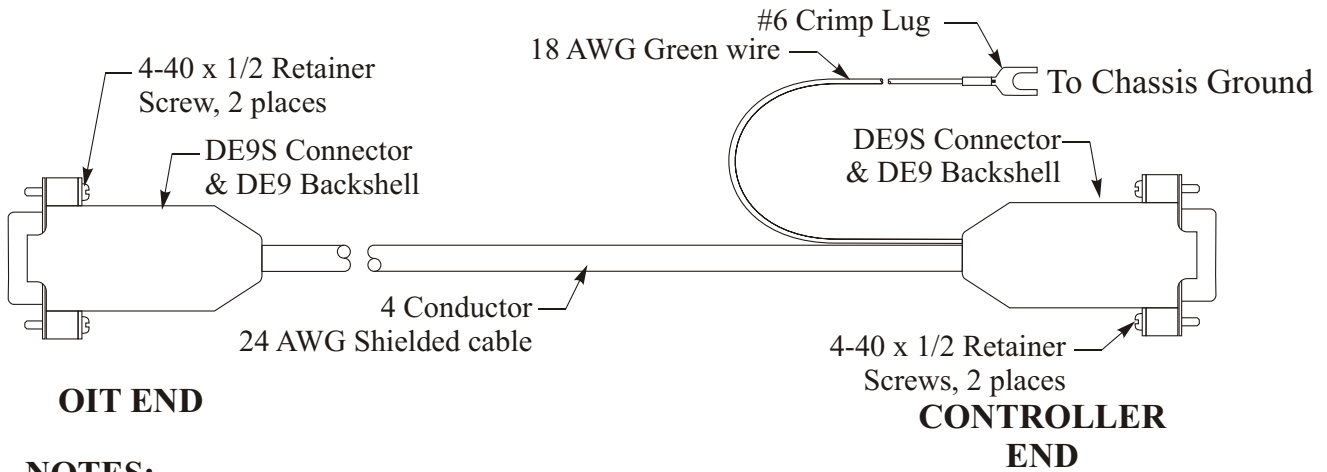 #6 Crimp Lug
18 AWG Green wire
To Chassis Ground
4-40 x 1/2 Retainer
Screw, 2 places
DE9S Connector
& DE9 Backshell
DE9S Connector
& DE9 Backshell
4 Conductor
24 AWG Shielded cable
4-40 x 1/2 Retainer
Screws, 2 places
OIT END
CONTROLLER
END
NOTES: